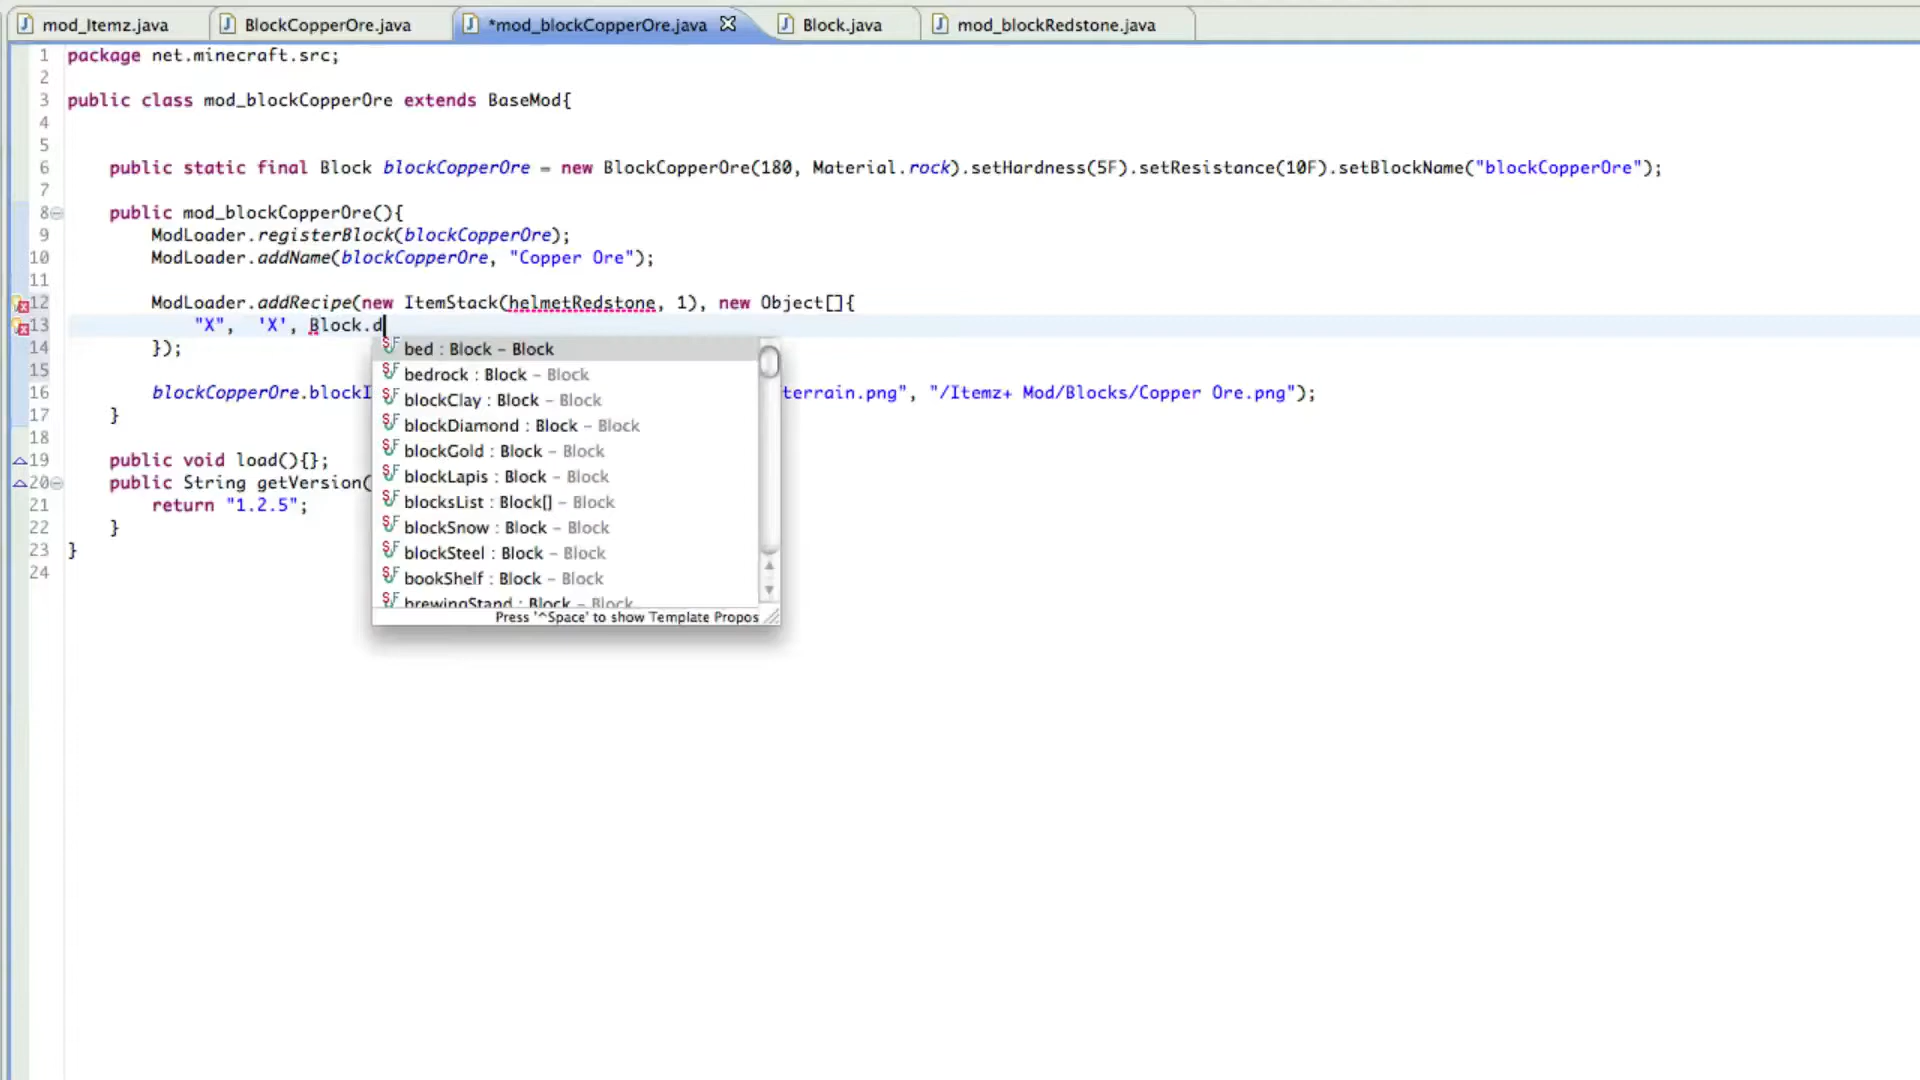 mod_Itemz.java BlockCopperOre.java *mod_blockCopperOre.java Block.java mod_blockRedstone.java
1 package net.minecraft.src;
2
3 public class mod_blockCopperOre extends BaseMod{
4
5
6 public static final Block blockCopperOre = new BlockCopperOre(180, Material.rock).setHardness(5F).setResistance(10F).setBlockName("blockCopperOre");
7
8 public mod_blockCopperOre(){
9 ModLoader.registerBlock(blockCopperOre);
10 ModLoader.addName(blockCopperOre, "Copper Ore");
11
12 ModLoader.addRecipe(new ItemStack(helmetRedstone, 1), new Object[]{
13 "X", 'X', Block.d
14 });
15
16 blockCopperOre.blockI terrain.png", "/Itemz+ Mod/Blocks/Copper Ore.png");
17 }
18
19 public void load(){};
20 public String getVersion(
21 return "1.2.5";
22 }
23 }
24
bed : Block – Block
bedrock : Block – Block
blockClay : Block – Block
blockDiamond : Block – Block
blockGold : Block – Block
blockLapis : Block – Block
blocksList : Block[] – Block
blockSnow : Block – Block
blockSteel : Block – Block
bookShelf : Block – Block
brewingStand : Block – Block
Press '^Space' to show Template Propos